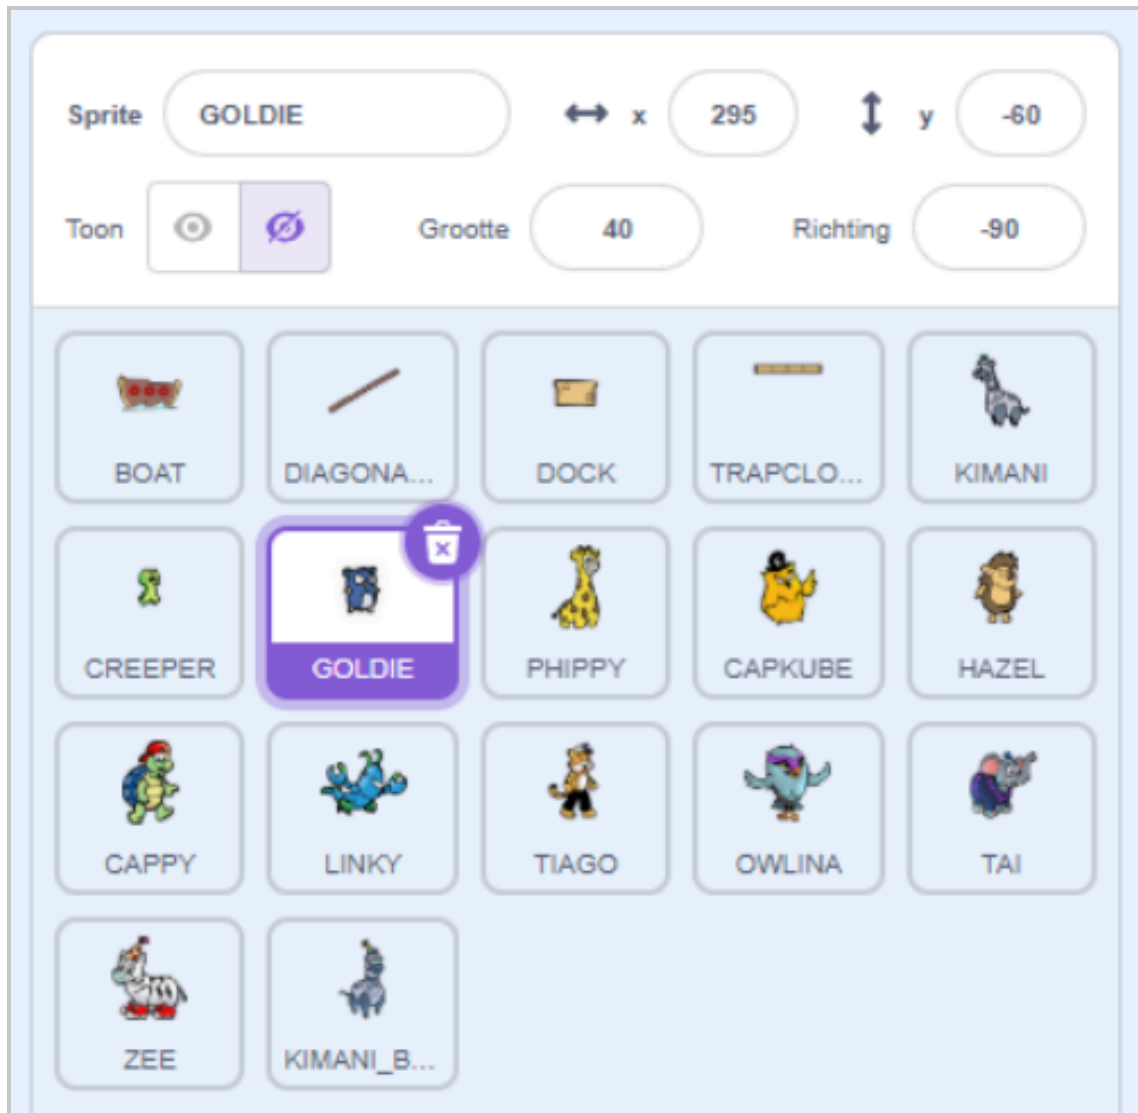 Sprite GOLDIE x 295 y -60
Toon Grootte 40 Richting -90
BOAT DIAGONA... DOCK TRAPCLO... KIMANI
CREEPER GOLDIE PHIPPY CAPKUBE HAZEL
CAPPY LINKY TIAGO OWLINA TAI
ZEE KIMANI_B...